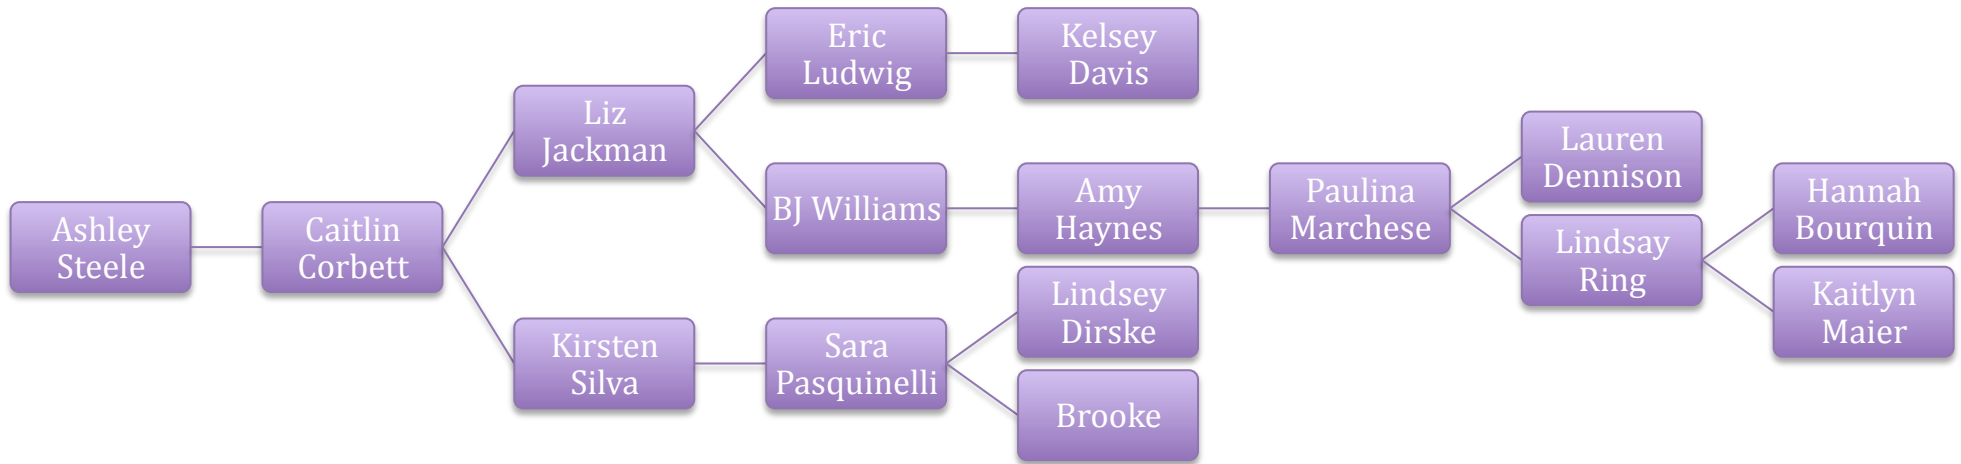 Ashley
Steele
Caitlin
Corbett
Liz
Jackman
Eric
Ludwig
Kelsey
Davis
BJ Williams
Amy
Haynes
Paulina
Marchese
Lauren
Dennison
Lindsay
Ring
Hannah
Bourquin
Kaitlyn
Maier
Kirsten
Silva
Sara
Pasquinelli
Lindsey
Dirske
Brooke